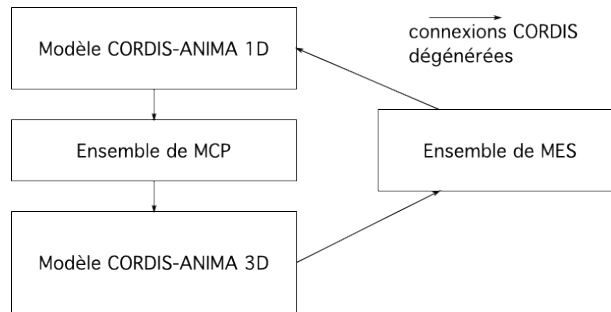 Modèle CORDIS-ANIMA 1D
connexions CORDIS
dégénérées
Ensemble de MCP
Ensemble de MES
Modèle CORDIS-ANIMA 3D